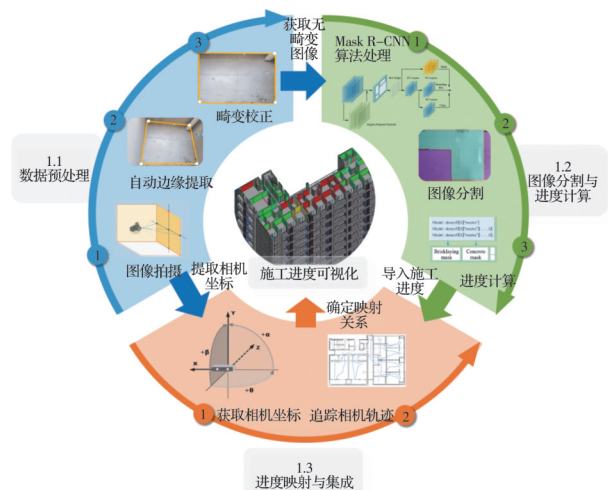 获取无
畸变
图像
Mask R-CNN
算法处理
1
2
3
图像分割
进度计算
Bricklaying
mask
Concrete
mask
1.2
图像分割与
进度计算
3
2
1
畸变校正
自动边缘提取
图像拍摄
1.1
数据预处理
提取相机
坐标
施工进度可视化
导入施工
进度
确定映射
关系
Y
+α
Z
+β
X
+θ
1
获取相机坐标
追踪相机轨迹
2
1.3
进度映射与集成